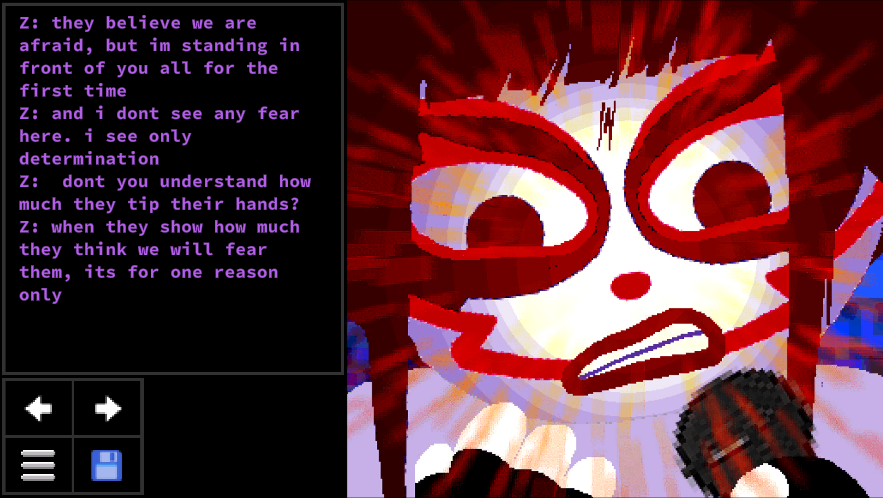 Z: they believe we are
afraid, but im standing in
front of you all for the
first time
Z: and i dont see any fear
here. i see only
determination
Z:  dont you understand how
much they tip their hands?
Z: when they show how much
they think we will fear
them, its for one reason
only